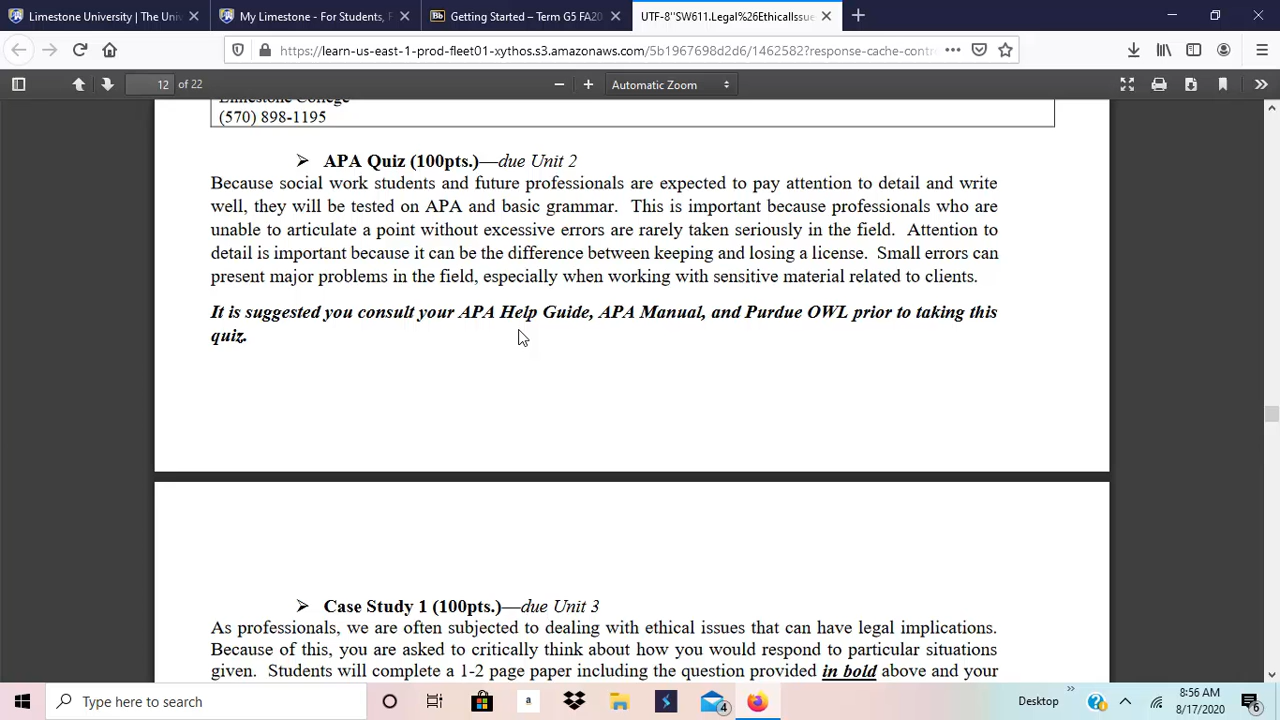 Limestone University | The Uni
My Limestone - For Students, F
Getting Started – Term G5 FA20
UTF-8''SW611.Legal%26EthicalIssue
https://learn-us-east-1-prod-fleet01-xythos.s3.amazonaws.com/5b1967698c2d6/1462582?response-cache-contr
12 of 22
Automatic Zoom
Limestone College
(570) 898-1195
➢ APA Quiz (100pts.)—due Unit 2
Because social work students and future professionals are expected to pay attention to detail and write
well, they will be tested on APA and basic grammar. This is important because professionals who are
unable to articulate a point without excessive errors are rarely taken seriously in the field. Attention to
detail is important because it can be the difference between keeping and losing a license. Small errors can
present major problems in the field, especially when working with sensitive material related to clients.
It is suggested you consult your APA Help Guide, APA Manual, and Purdue OWL prior to taking this
quiz.
➢ Case Study 1 (100pts.)—due Unit 3
As professionals, we are often subjected to dealing with ethical issues that can have legal implications.
Because of this, you are asked to critically think about how you would respond to particular situations
given. Students will complete a 1-2 page paper including the question provided in bold above and your
Type here to search
a
4
Desktop
8:56 AM
8/17/2020
6